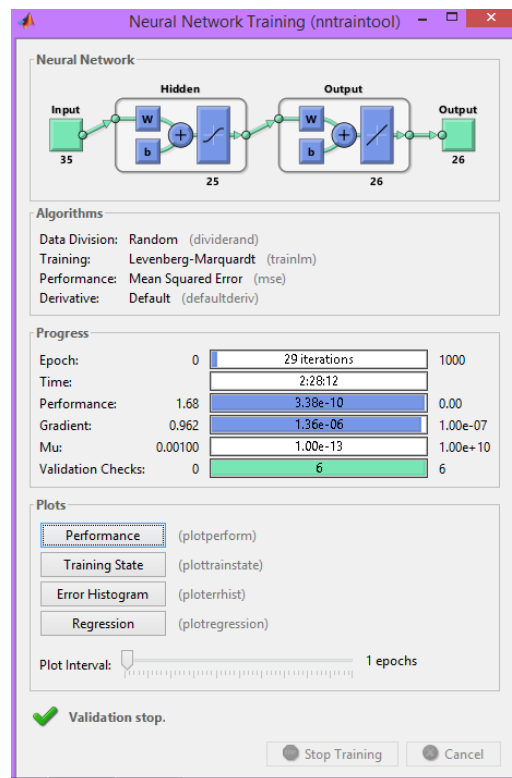 Neural Network Training (nntraintool)
Neural Network
Hidden
Output
Input
W
b
+
W
b
+
Output
35
25
26
26
Algorithms
Data Division: Random (dividerand)
Training: Levenberg-Marquardt (trainlm)
Performance: Mean Squared Error (mse)
Derivative: Default (defaultderiv)
Progress
Epoch: 0 29 iterations 1000
Time: 2:28:12
Performance: 1.68 3.38e-10 0.00
Gradient: 0.962 1.36e-06 1.00e-07
Mu: 0.00100 1.00e-13 1.00e+10
Validation Checks: 0 6 6
Plots
Performance (plotperform)
Training State (plottrainstate)
Error Histogram (ploterrhist)
Regression (plotregression)
Plot Interval: 1 epochs
Validation stop.
Stop Training Cancel